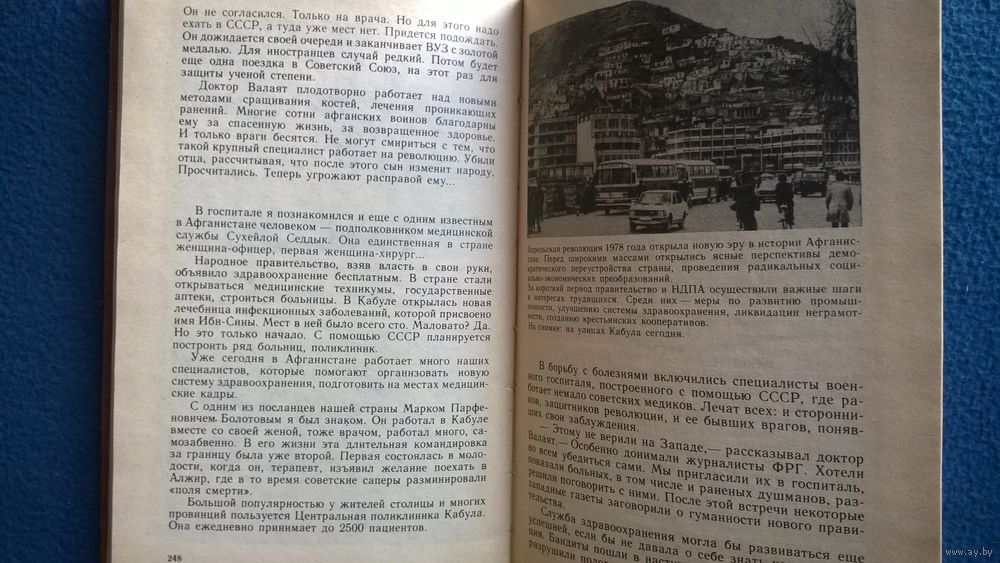 Он не согласился. Только на врача. Но для этого надо
ехать в СССР, а туда уже мест нет. Придется подождать.
Он дожидается своей очереди и заканчивает ВУЗ с золотой
медалью. Для иностранцев случай редкий. Потом будет
еще одна поездка в Советский Союз, на этот раз для
защиты ученой степени.
Доктор Валаят плодотворно работает над новыми
методами сращивания костей, лечения проникающих
ранений. Многие сотни афганских воинов благодарны
ему за спасенную жизнь, за возвращенное здоровье.
И только враги бесятся. Не могут смириться с тем, что
такой крупный специалист работает на революцию. Убили
отца, рассчитывая, что после этого сын изменит народу.
Просчитались. Теперь угрожают расправой ему...
В госпитале я познакомился и еще с одним известным
в Афганистане человеком — подполковником медицинской
службы Сухейлой Седдык. Она единственная в стране
женщина-офицер, первая женщина-хирург...
Народное правительство, взяв власть в свои руки,
объявило здравоохранение бесплатным. В стране стали
открываться медицинские техникумы, государственные
аптеки, строиться больницы. В Кабуле открылась новая
лечебница инфекционных заболеваний, которой присвоено
имя Ибн-Сины. Мест в ней было всего сто. Маловато? Да.
Но это только начало. С помощью СССР планируется
построить ряд больниц, поликлиник.
Уже сегодня в Афганистане работает много наших
специалистов, которые помогают организовать новую
систему здравоохранения, подготовить на местах медицин-
ские кадры.
С одним из посланцев нашей страны Марком Парфе-
новичем Болотовым я был знаком. Он работал в Кабуле
вместе со своей женой, тоже врачом, работал много, са-
мозабвенно. В его жизни эта длительная командировка
за границу была уже второй. Первая состоялась в мо-
лодости, когда он, терапевт, изъявил желание поехать в
Алжир, где в то время советские саперы разминировали
«поля смерти».
Большой популярностью у жителей столицы и многих
провинций пользуется Центральная поликлиника Кабула.
Она ежедневно принимает до 2500 пациентов.
248
Апрельская революция 1978 года открыла новую эру в истории Афганис-
тана. Перед широкими массами открылись ясные перспективы демо-
кратического переустройства страны, проведения радикальных соци-
ально-экономических преобразований.
За короткий период правительство и НДПА осуществили важные шаги
в интересах трудящихся. Среди них — меры по развитию промыш-
ленности, улучшению системы здравоохранения, ликвидации неграмот-
ности, созданию крестьянских кооперативов.
На снимке: на улицах Кабула сегодня.
В борьбу с болезнями включились специалисты воен-
ного госпиталя, построенного с помощью СССР, где ра-
ботает немало советских медиков. Лечат всех: и сторонни-
ков, защитников революции, и ее бывших врагов, поняв-
ших свои заблуждения.
— Этому не верили на Западе,— рассказывал доктор
Валаят.— Особенно донимали журналисты ФРГ. Хотели
во всем убедиться сами. Мы пригласили их в госпиталь,
показали больных, в том числе и раненых душманов, раз-
решили поговорить с ними. После этой встречи некоторые
западные газеты заговорили о гуманности нового прави-
тельства.
Служба здравоохранения могла бы развиваться еще
успешней, если бы не давала о себе знать
ция. Бандиты пошли в
разрушили
www.ay.by